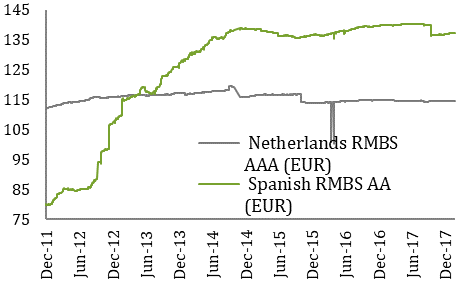 145
135
125
115
105
95
85
75
Netherlands RMBS
AAA (EUR)
Spanish RMBS AA
(EUR)
Dec-11
Jun-12
Dec-12
Jun-13
Dec-13
Jun-14
Dec-14
Jun-15
Dec-15
Jun-16
Dec-16
Jun-17
Dec-17